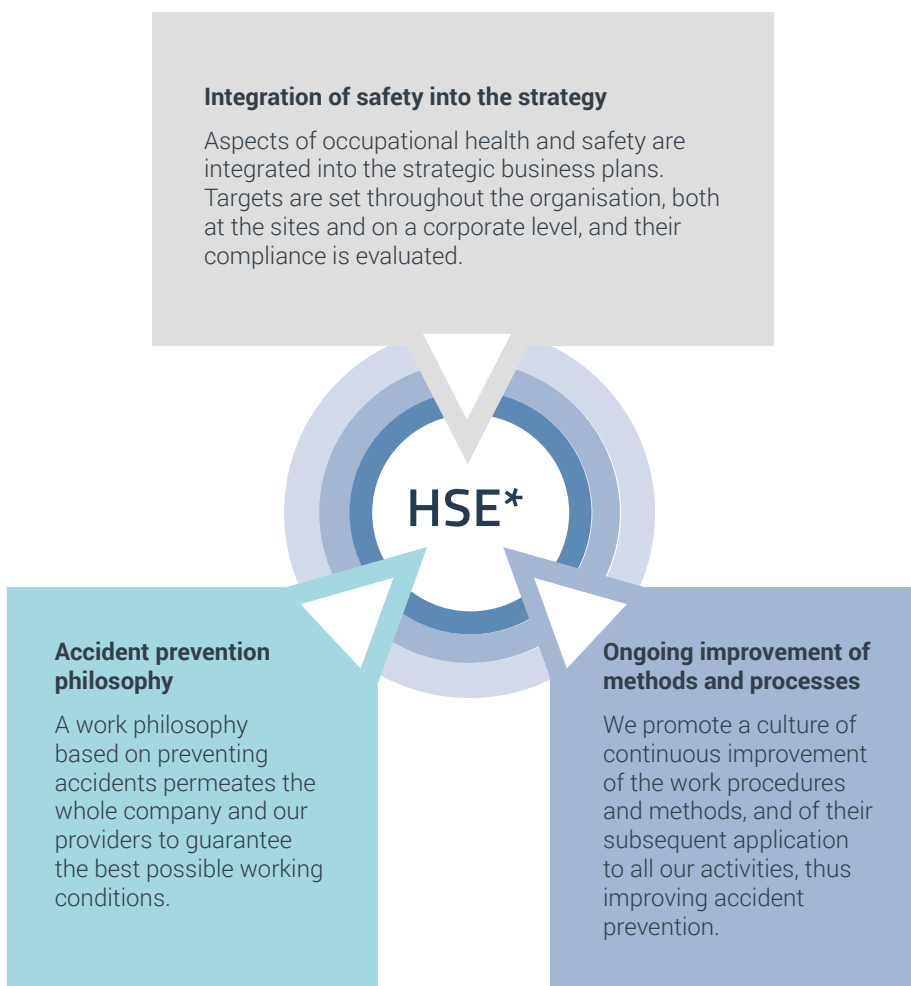 Integration of safety into the strategy
Aspects of occupational health and safety are
integrated into the strategic business plans.
Targets are set throughout the organisation, both
at the sites and on a corporate level, and their
compliance is evaluated.
HSE*
Accident prevention
philosophy
A work philosophy
based on preventing
accidents permeates the
whole company and our
providers to guarantee
the best possible working
conditions.
Ongoing improvement of
methods and processes
We promote a culture of
continuous improvement
of the work procedures
and methods, and of their
subsequent application
to all our activities, thus
improving accident
prevention.